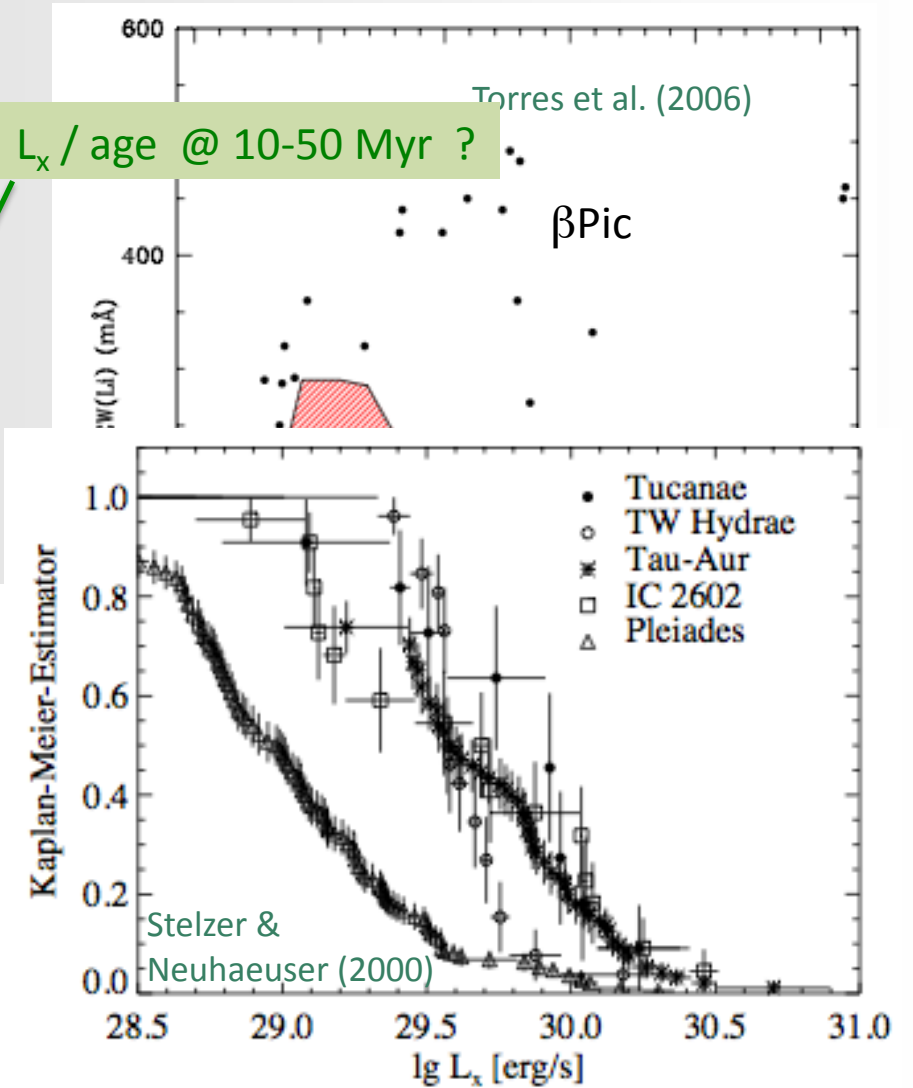 600
Torres et al. (2006)
Lx / age @ 10-50 Myr ?
βPic
400
EW(Li) (mÅ)
Tucanae
TW Hydrae
Tau-Aur
IC 2602
Pleiades
1.0
0.8
0.6
0.4
0.2
0.0
Kaplan-Meier-Estimator
Stelzer &
Neuhaeuser (2000)
28.5 29.0 29.5 30.0 30.5 31.0
lg Lx [erg/s]